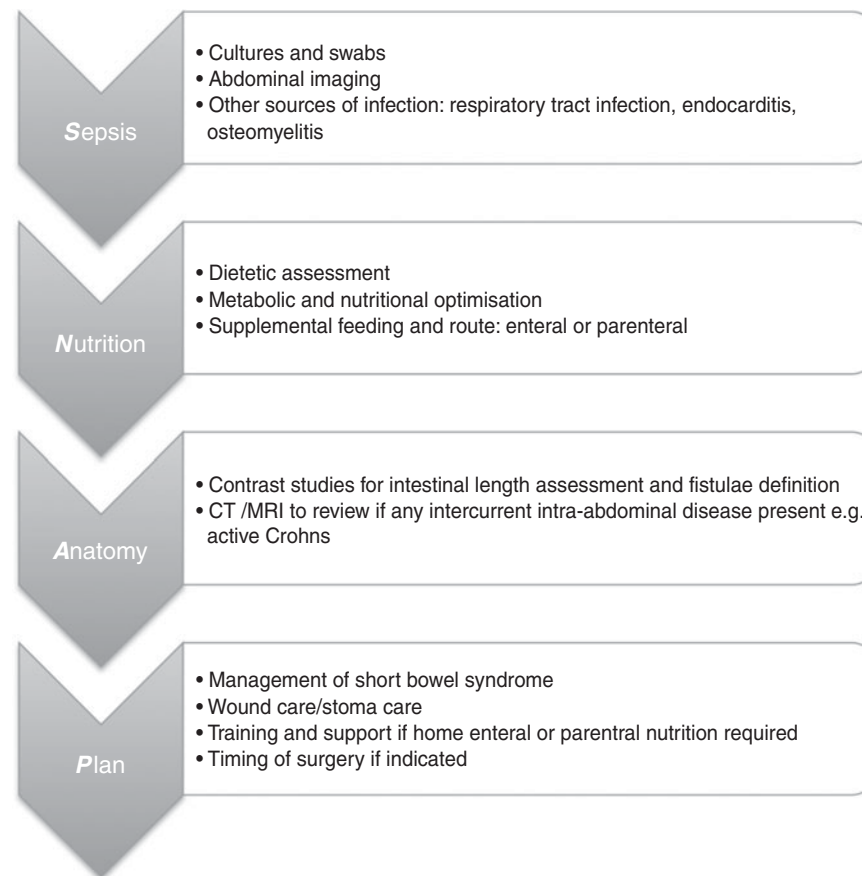 Sepsis
• Cultures and swabs
• Abdominal imaging
• Other sources of infection: respiratory tract infection, endocarditis,
osteomyelitis
Nutrition
• Dietetic assessment
• Metabolic and nutritional optimisation
• Supplemental feeding and route: enteral or parenteral
Anatomy
• Contrast studies for intestinal length assessment and fistulae definition
• CT /MRI to review if any intercurrent intra-abdominal disease present e.g.
active Crohns
Plan
• Management of short bowel syndrome
• Wound care/stoma care
• Training and support if home enteral or parentral nutrition required
• Timing of surgery if indicated